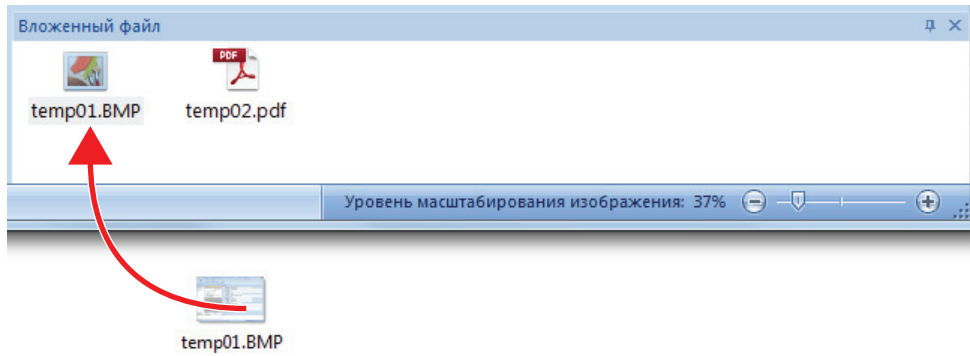 Вложенный файл
PDF
temp01.BMP temp02.pdf
Уровень масштабирования изображения: 37%
temp01.BMP